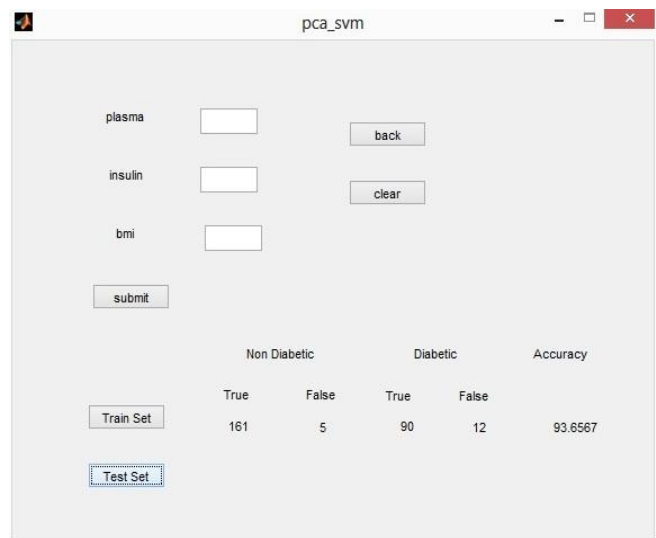 pca_svm
plasma
back
insulin
clear
bmi
submit
Non Diabetic Diabetic Accuracy
True False True False
Train Set
161 5 90 12 93.6567
Test Set